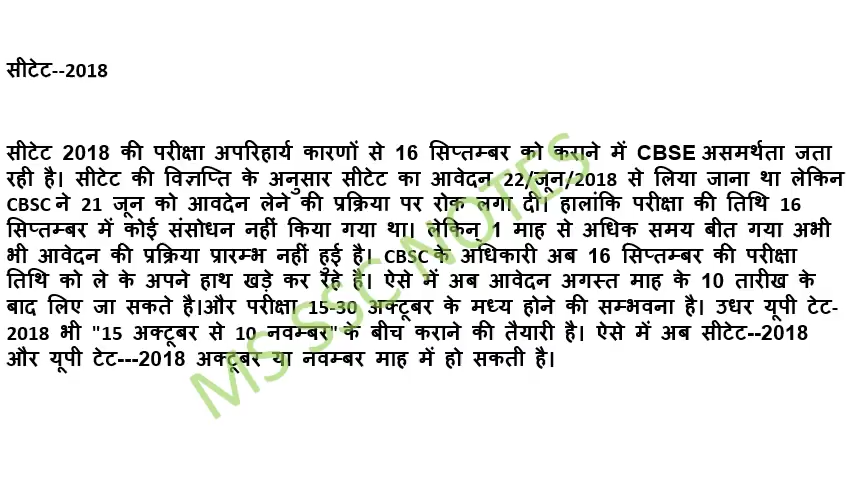 सीटेट--2018
सीटेट 2018 की परीक्षा अपरिहार्य कारणों से 16 सिप्तम्बर को कराने में CBSE असमर्थता जता
रही है। सीटेट की विज्ञप्ति के अनुसार सीटेट का आवेदन 22/जून/2018 से लिया जाना था लेकिन
CBSC ने 21 जून को आवदेन लेने की प्रक्रिया पर रोक लगा दी। हालांकि परीक्षा की तिथि 16
सिप्तम्बर में कोई संसोधन नहीं किया गया था। लेकिन् 1 माह से अधिक समय बीत गया अभी
भी आवेदन की प्रक्रिया प्रारम्भ नहीं हुई है। CBSC के अधिकारी अब 16 सिप्तम्बर की परीक्षा
तिथि को ले के अपने हाथ खड़े कर रहे है। ऐसे में अब आवेदन अगस्त माह के 10 तारीख के
बाद लिए जा सकते है।और परीक्षा 15-30 अक्टूबर के मध्य होने की सम्भवना है। उधर यूपी टेट-
2018 भी "15 अक्टूबर से 10 नवम्बर" के बीच कराने की तैयारी है। ऐसे में अब सीटेट--2018
और यूपी टेट---2018 अक्टूबर या नवम्बर माह में हो सकती है।
MS SSC NOTES